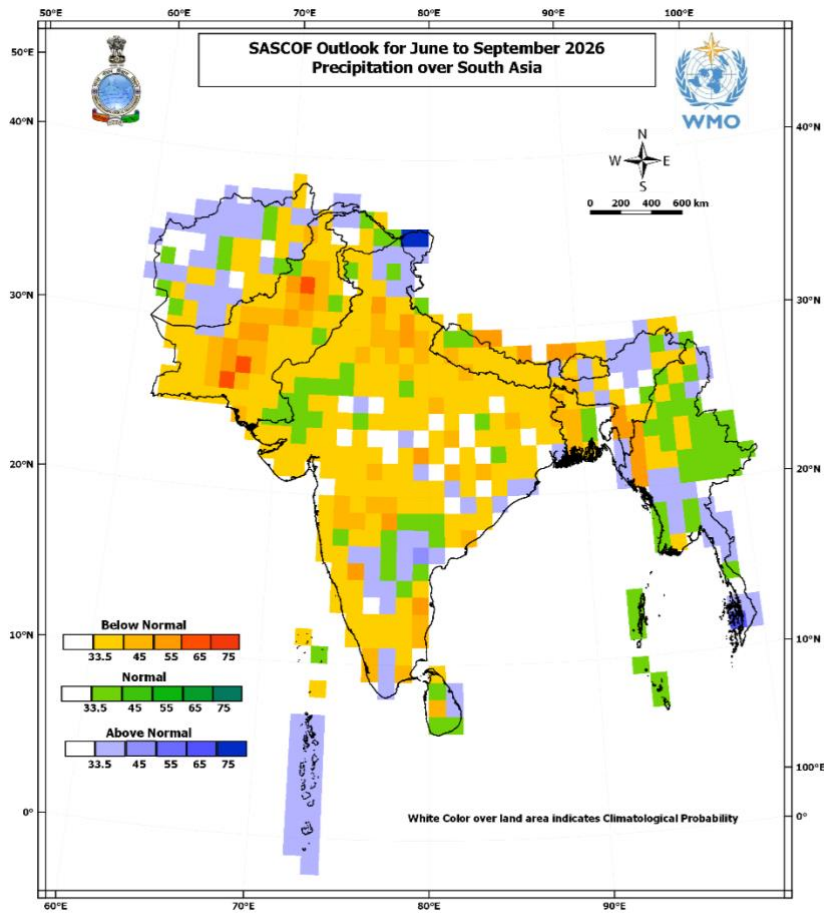 50°E 60°E 70°E 80°E 90°E 100°E
SASCOF Outlook for June to September 2026
Precipitation over South Asia
WMO
50°N
40°N 40°N
N
W E
S
0 200 400 600 km
30°N 30°N
20°N 20°N
10°N 10°N
Below Normal
33.5 45 55 65 75
Normal
33.5 45 55 65 75
Above Normal
33.5 45 55 65 75
100°E
0° 0°
White Color over land area indicates Climatological Probability
60°E 70°E 80°E 90°E